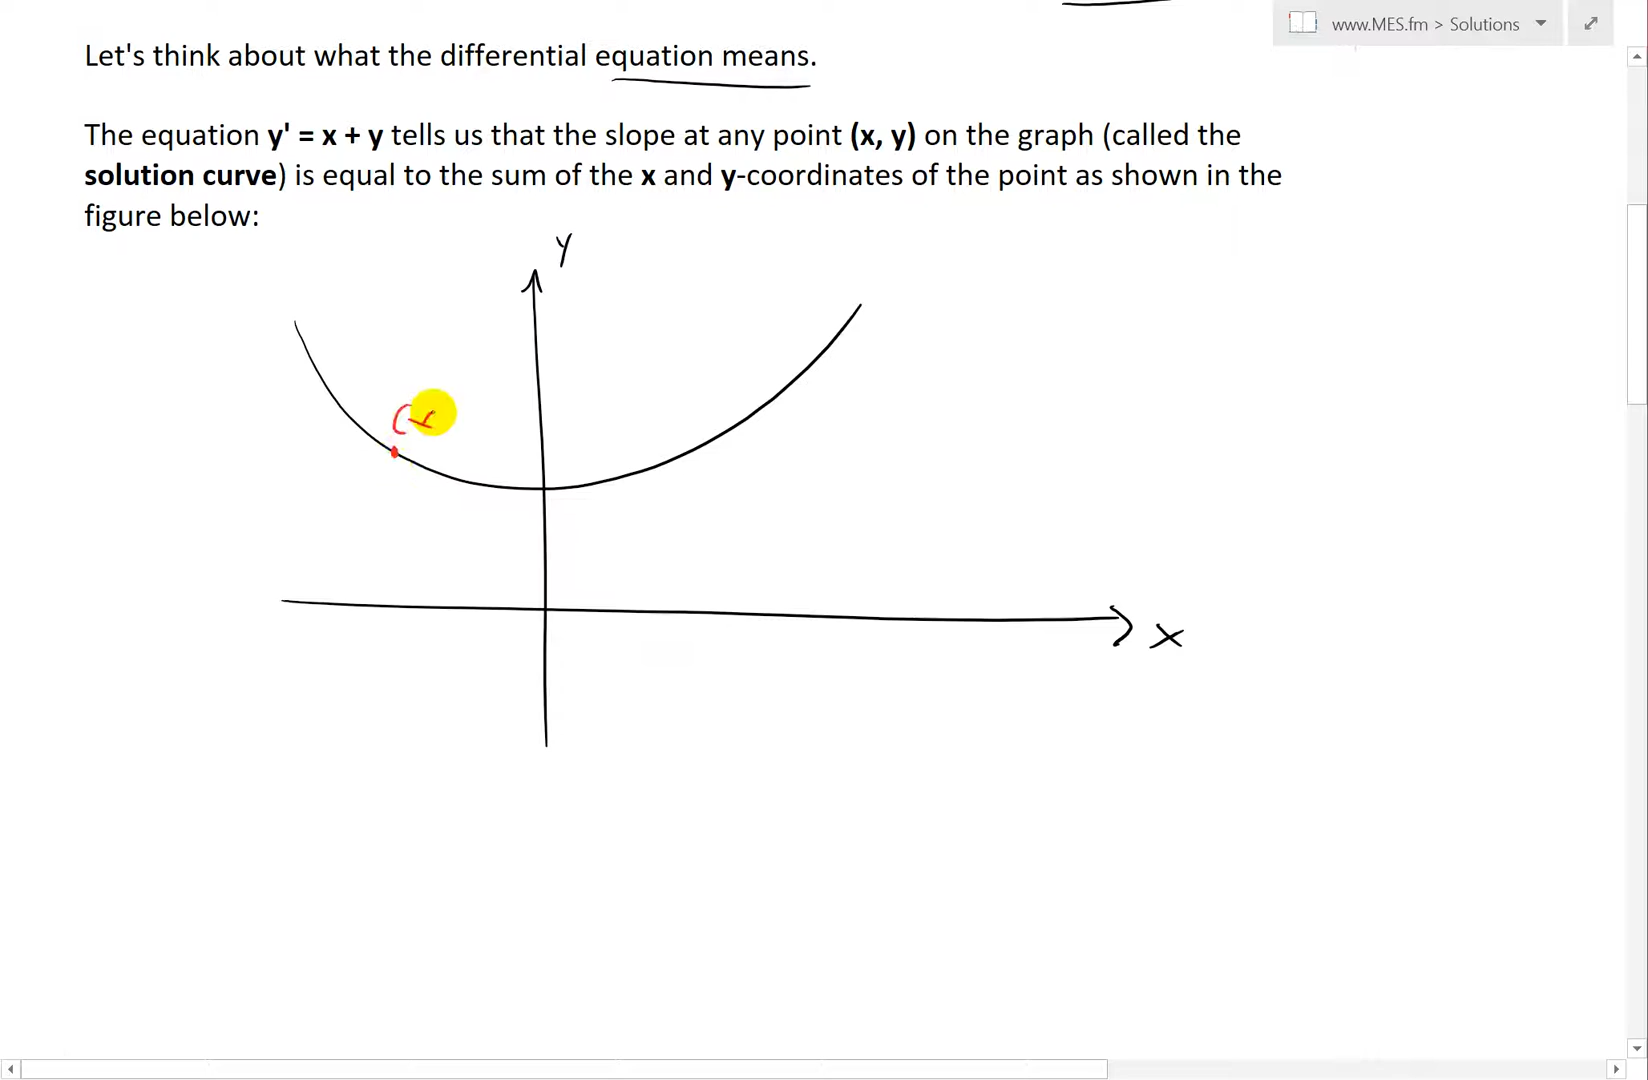 www.MES.fm > Solutions
Let's think about what the differential equation means.
The equation y' = x + y tells us that the slope at any point (x, y) on the graph (called the
solution curve) is equal to the sum of the x and y-coordinates of the point as shown in the
figure below:
y
x